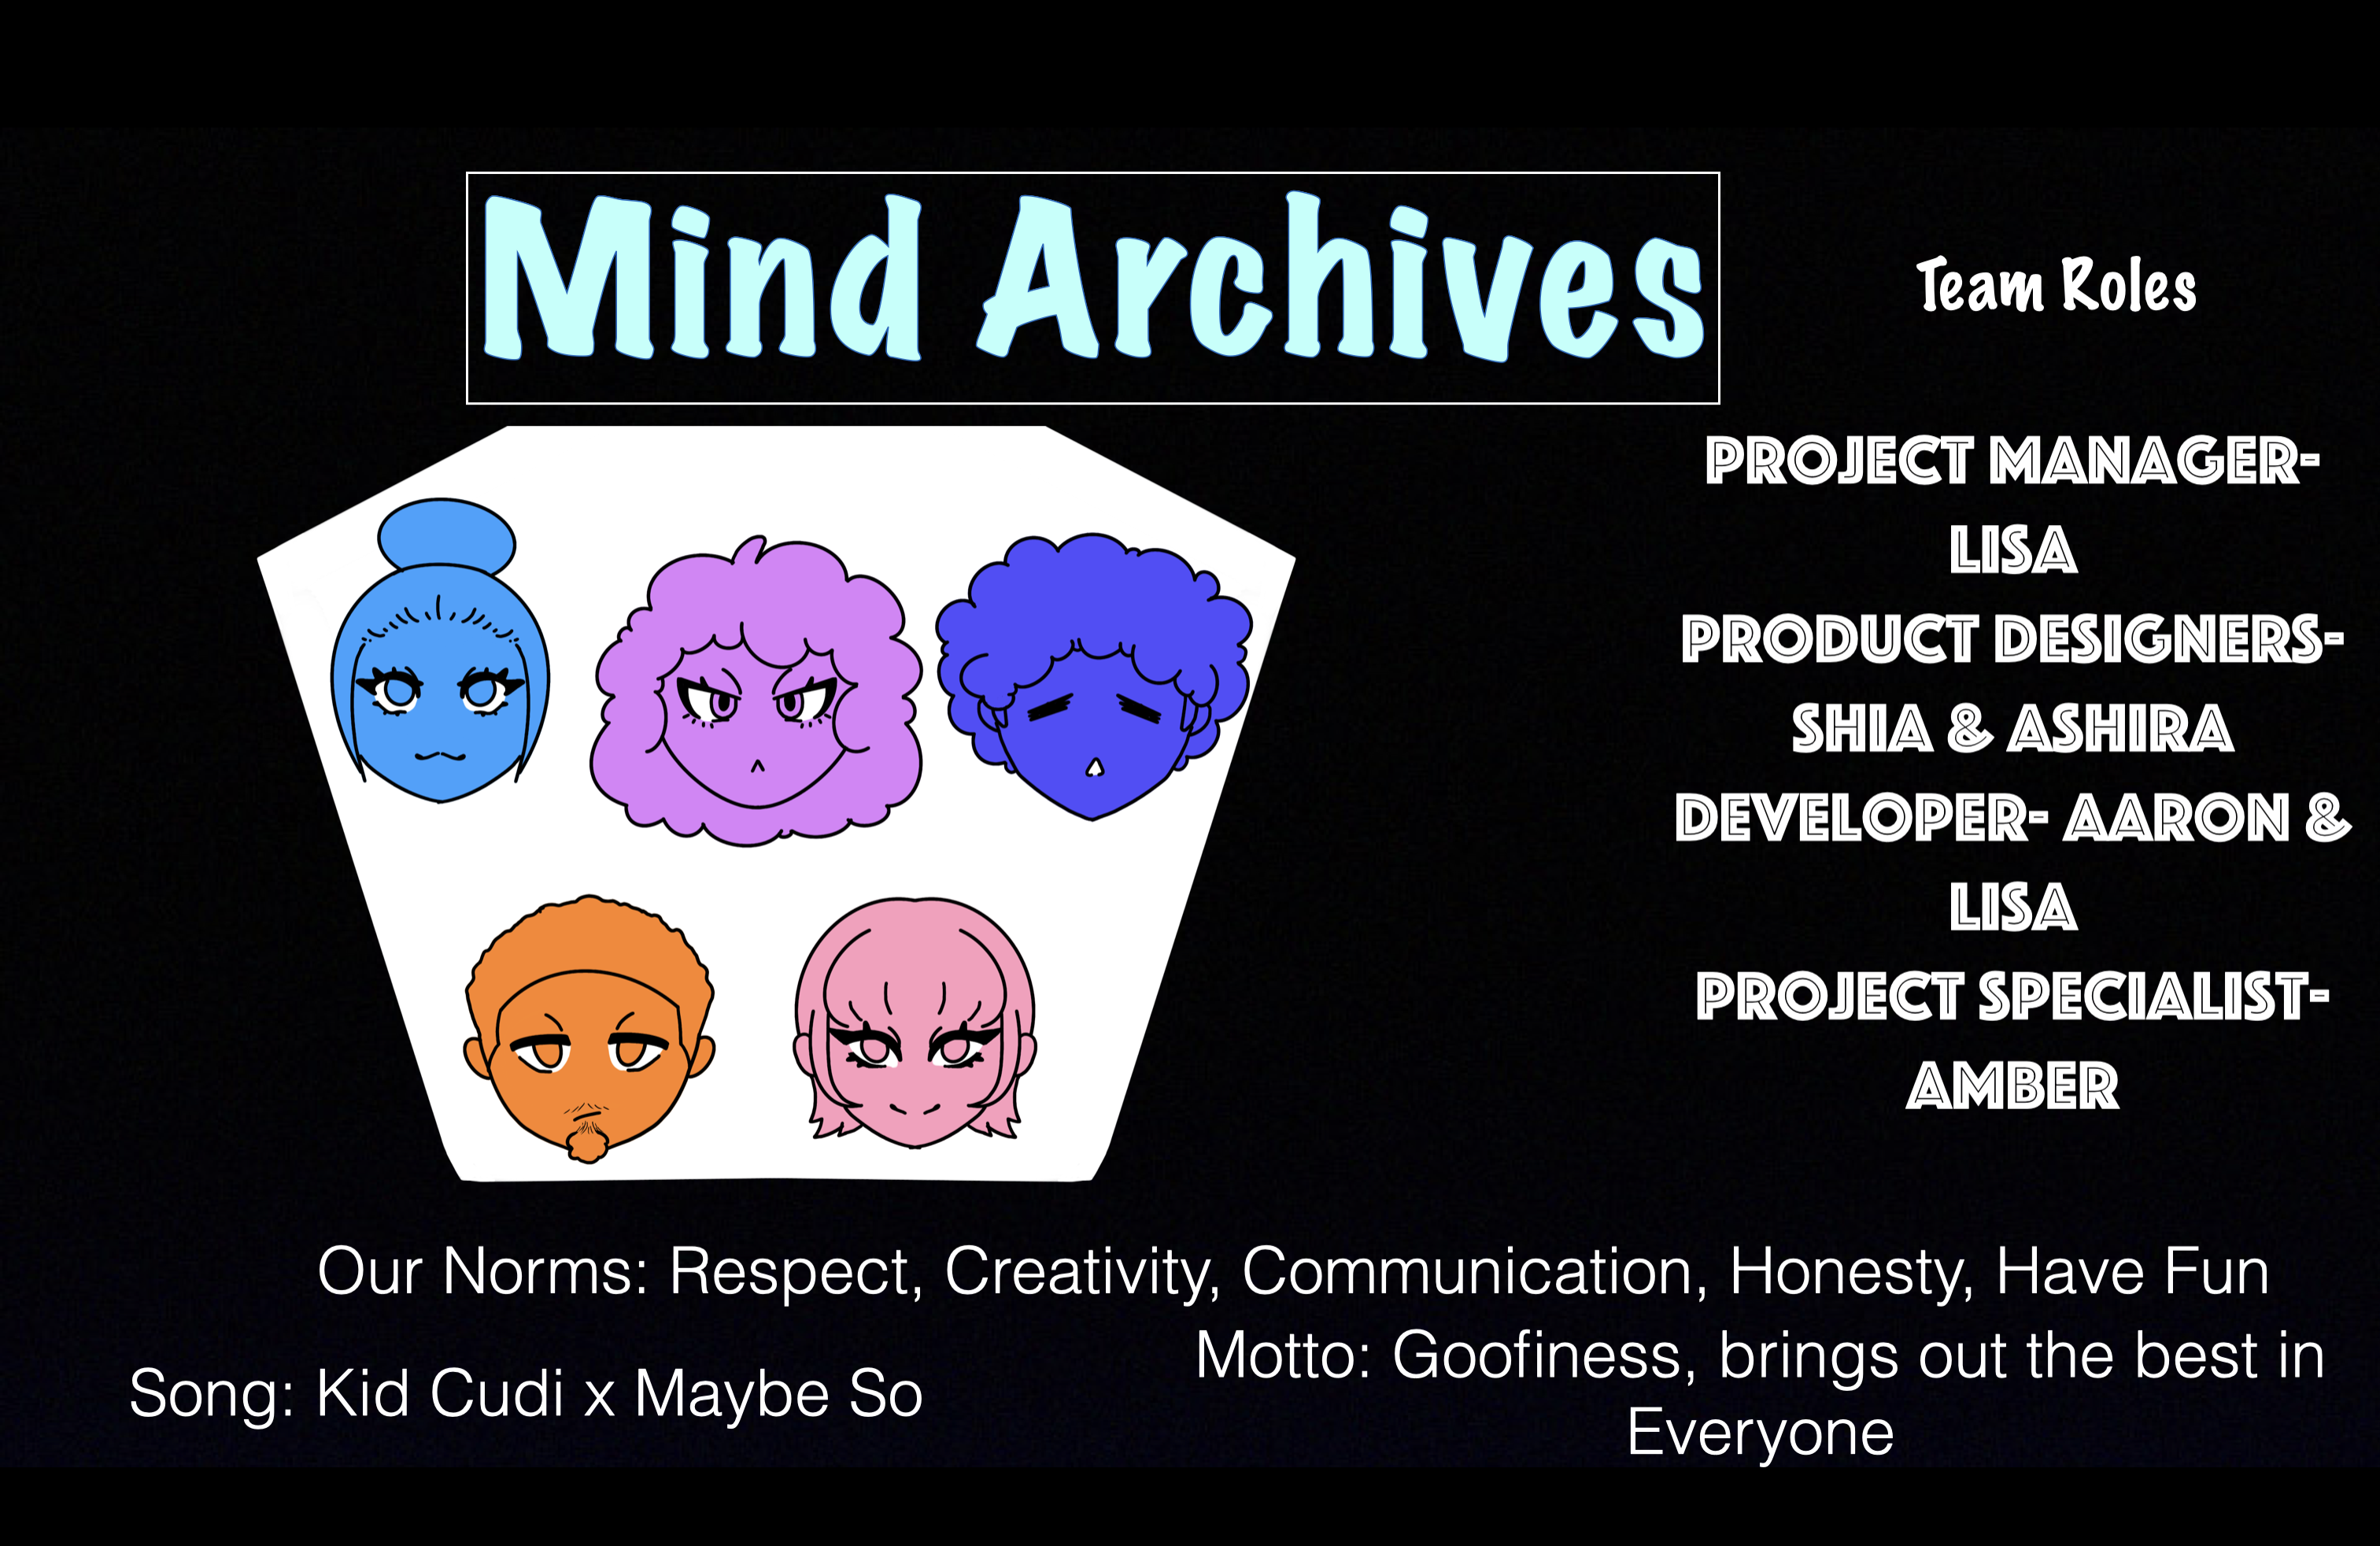 Mind Archives
Team Roles
PROJECT MANAGER-
LISA
PRODUCT DESIGNERS-
SHIA & ASHIRA
DEVELOPER- AARON &
LISA
PROJECT SPECIALIST-
AMBER
Our Norms: Respect, Creativity, Communication, Honesty, Have Fun
Song: Kid Cudi x Maybe So
Motto: Goofiness, brings out the best in
Everyone